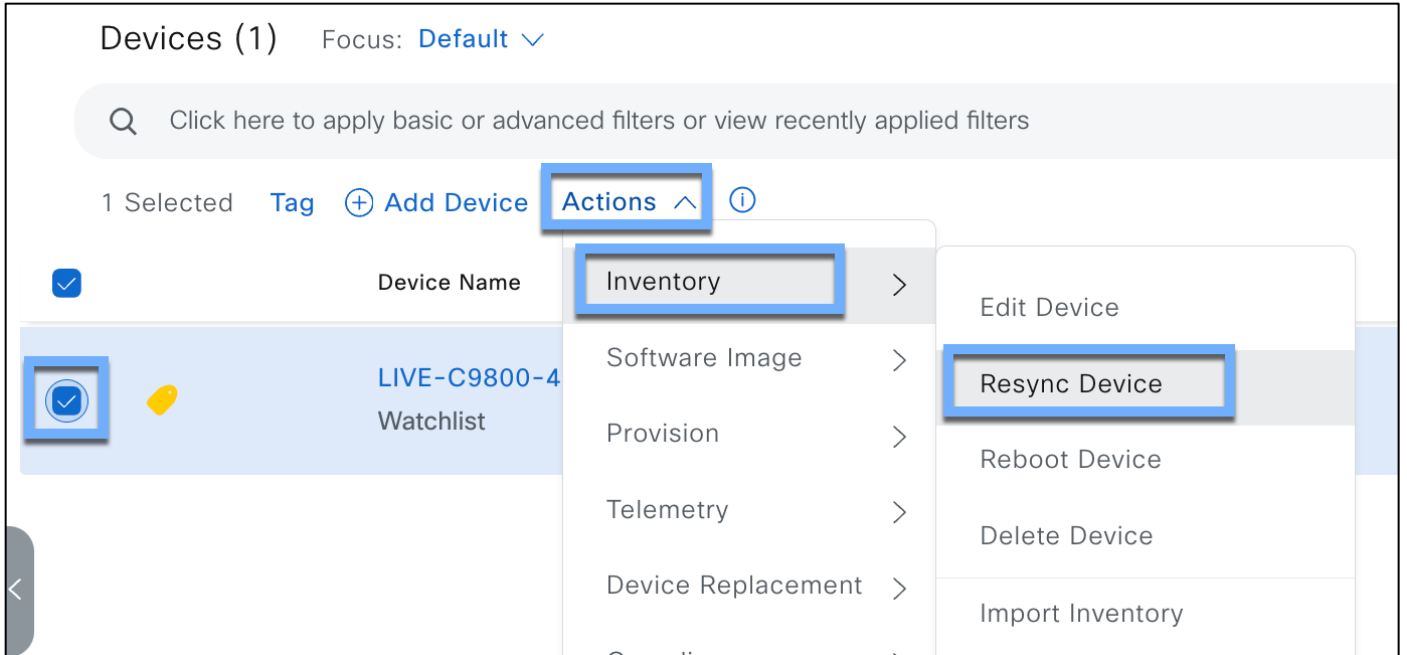 Devices (1) Focus: Default
Click here to apply basic or advanced filters or view recently applied filters
1 Selected Tag Add Device Actions
Device Name
LIVE-C9800-4
Watchlist
Inventory
Software Image
Provision
Telemetry
Device Replacement
Edit Device
Resync Device
Reboot Device
Delete Device
Import Inventory